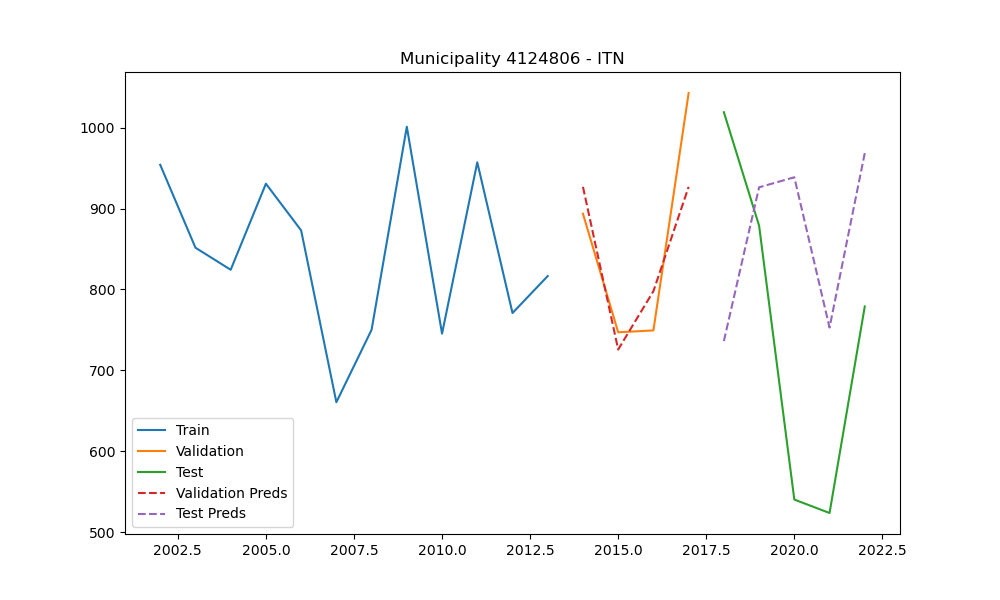 Municipality 4124806 - ITN
1000
900
800
700
600
500
Train
Validation
Test
Validation Preds
Test Preds
2002.5 2005.0 2007.5 2010.0 2012.5 2015.0 2017.5 2020.0 2022.5